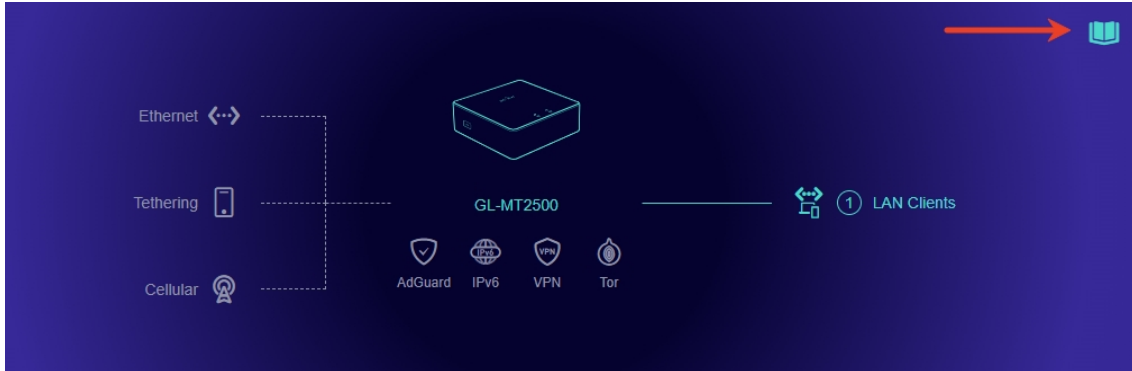 Ethernet
Tethering
GL-MT2500
1 LAN Clients
AdGuard IPv6 VPN Tor
Cellular